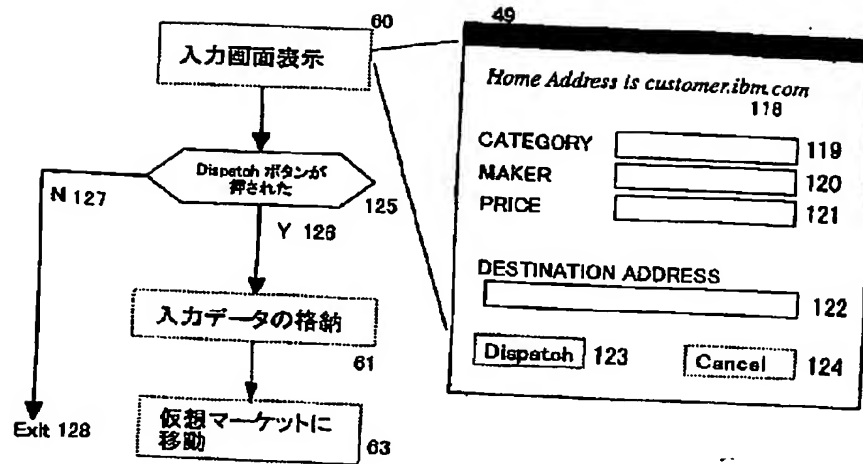 60
入力画面表示
Dispatch ボタンが
押された
125
N 127
Y 126
入力データの格納
61
仮想マーケットに
移動
63
Exit 128
49
Home Address is customer.ibm.com
118
CATEGORY
119
MAKER
120
PRICE
121
DESTINATION ADDRESS
122
Dispatch
123
Cancel
124